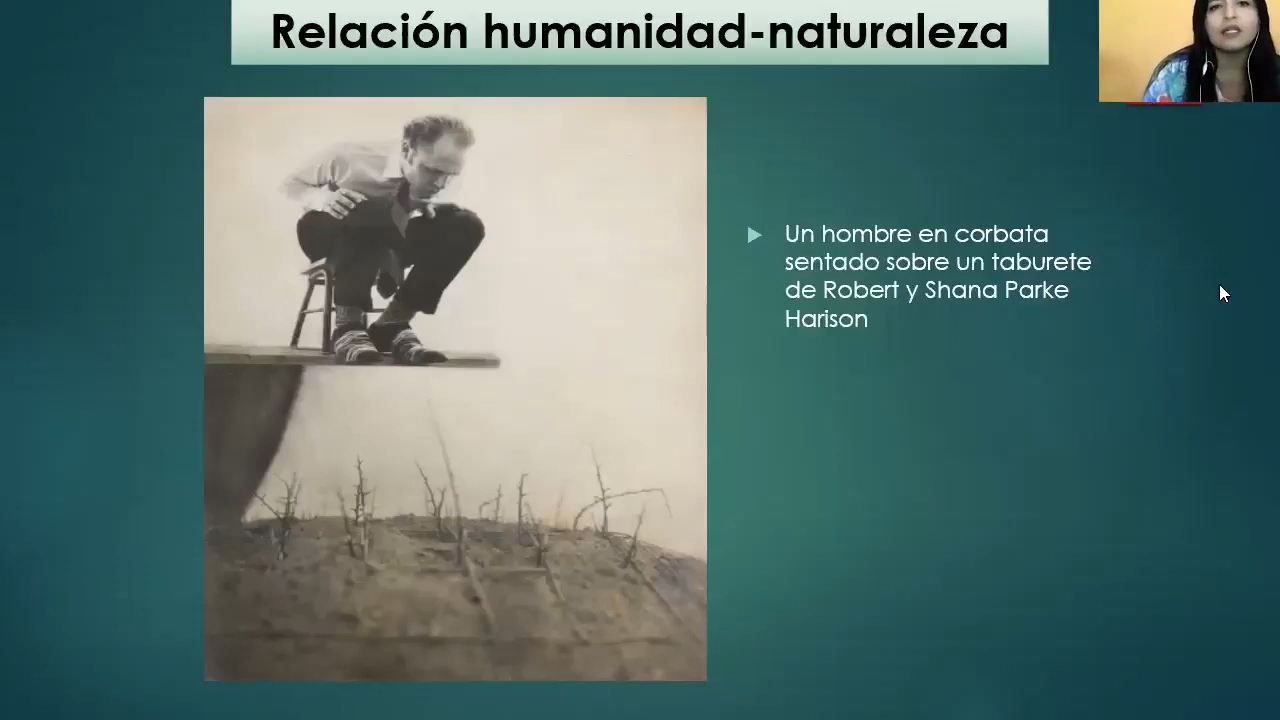 Relación humanidad-naturaleza
Un hombre en corbata
sentado sobre un taburete
de Robert y Shana Parke
Harison